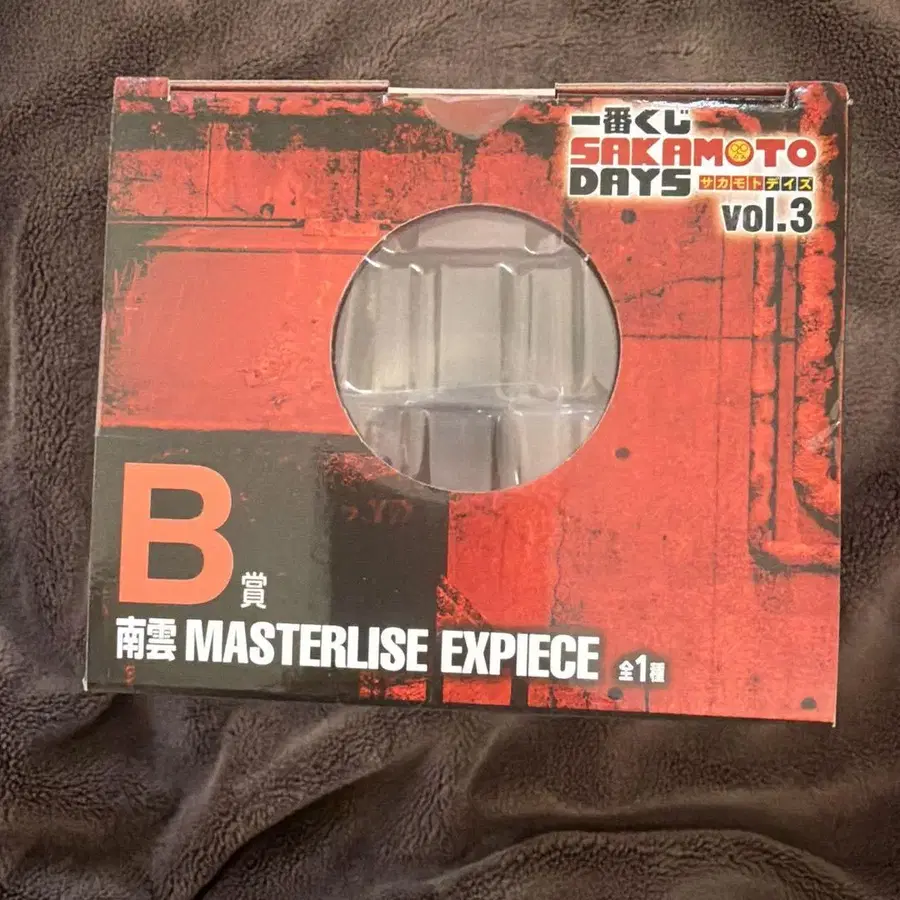 一番くじ
SAKAMOTO
DAYS サカモトデイズ
vol.3
B賞
南雲 MASTERLISE EXPIECE 全1種